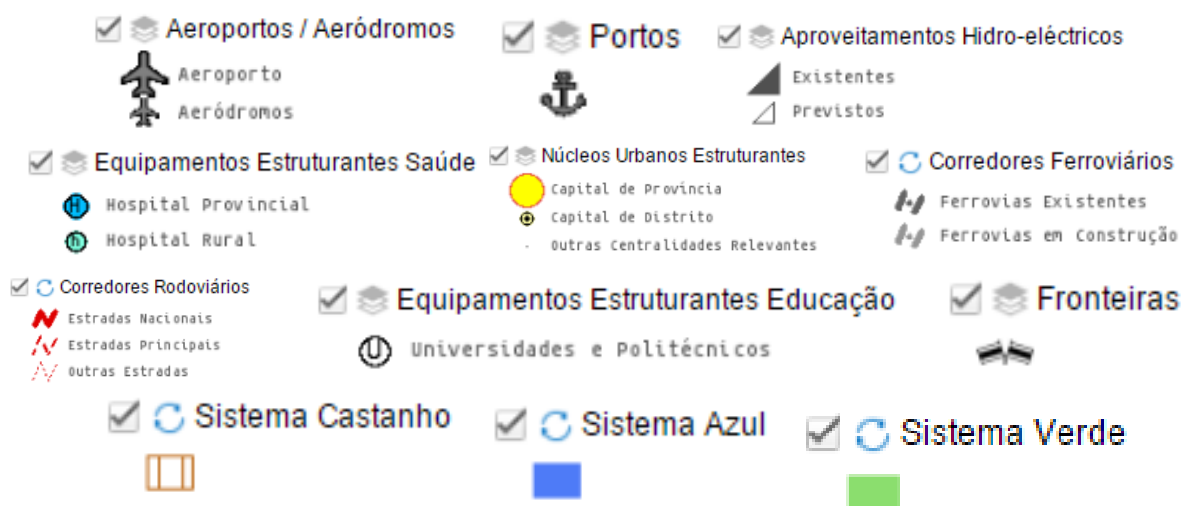 Aeroportos / Aeródromos
Aeroporto
Aeródromos
Portos
Aproveitamentos Hidro-eléctricos
Existentes
Previstos
Equipamentos Estruturantes Saúde
H Hospital Provincial
h Hospital Rural
Núcleos Urbanos Estruturantes
Capital de Província
Capital de Distrito
Outras Centralidades Relevantes
Corredores Ferroviários
Ferrovias Existentes
Ferrovias em Construção
Corredores Rodoviários
Estradas Nacionais
Estradas Principais
Outras Estradas
Equipamentos Estruturantes Educação
U Universidades e Politécnicos
Fronteiras
Sistema Castanho
Sistema Azul
Sistema Verde